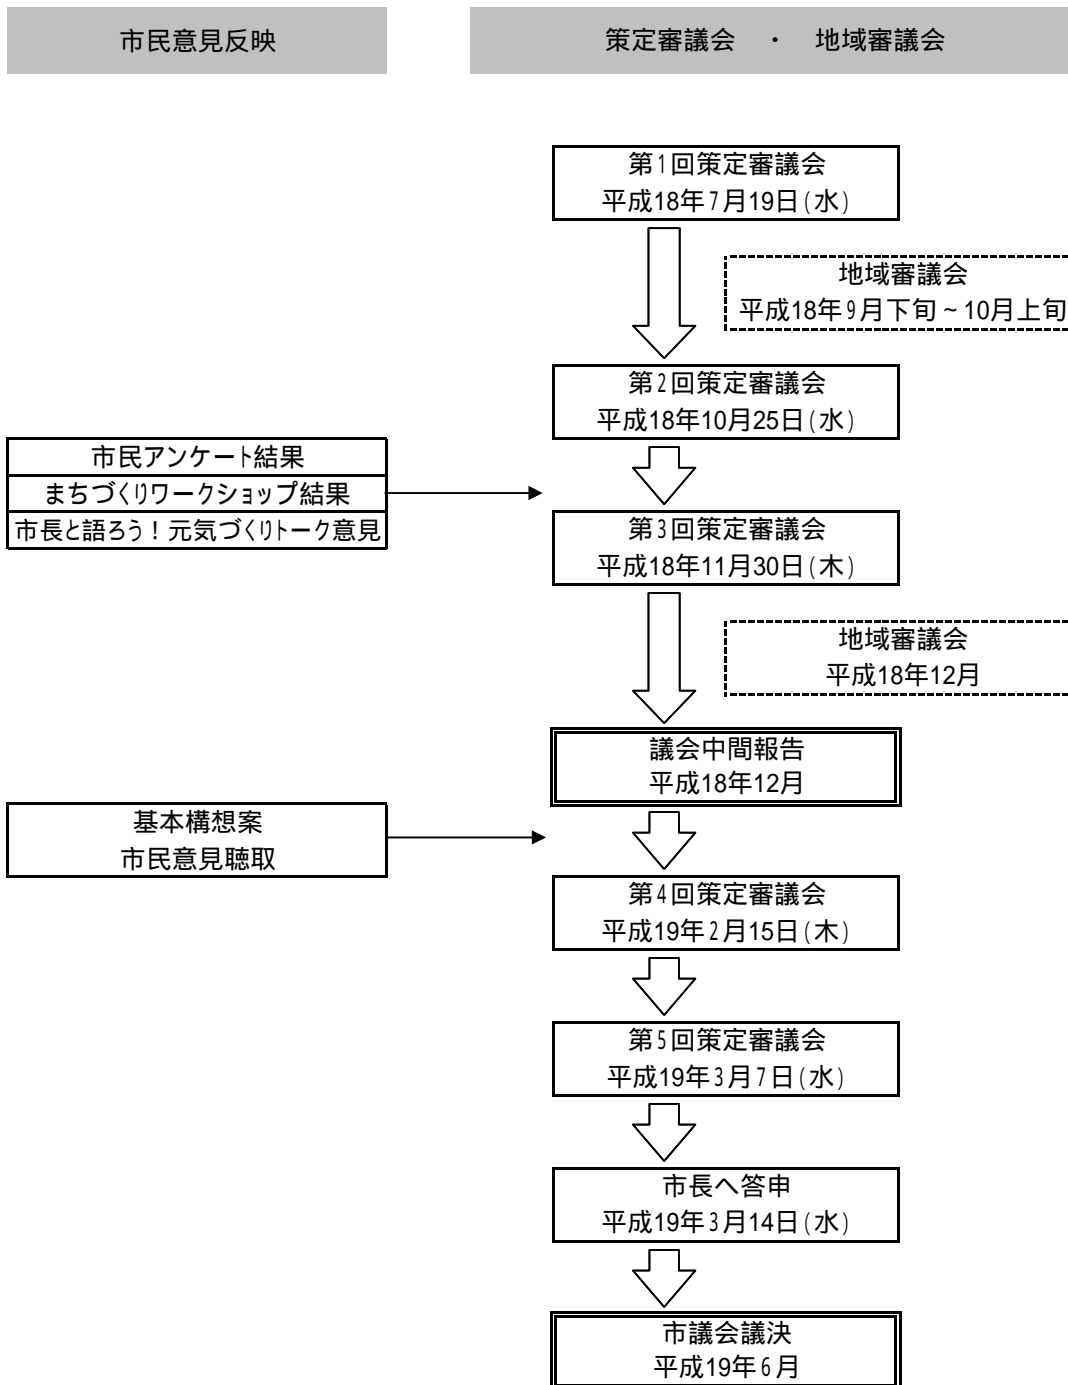 市民意見反映
策定審議会　・　地域審議会
第1回策定審議会
平成18年7月19日(水)
地域審議会
平成18年9月下旬~10月上旬
第2回策定審議会
平成18年10月25日(水)
市民アンケート結果
まちづくりワークショップ結果
市長と語ろう!元気づくりトーク意見
第3回策定審議会
平成18年11月30日(木)
地域審議会
平成18年12月
議会中間報告
平成18年12月
基本構想案
市民意見聴取
第4回策定審議会
平成19年2月15日(木)
第5回策定審議会
平成19年3月7日(水)
市長へ答申
平成19年3月14日(水)
市議会議決
平成19年6月